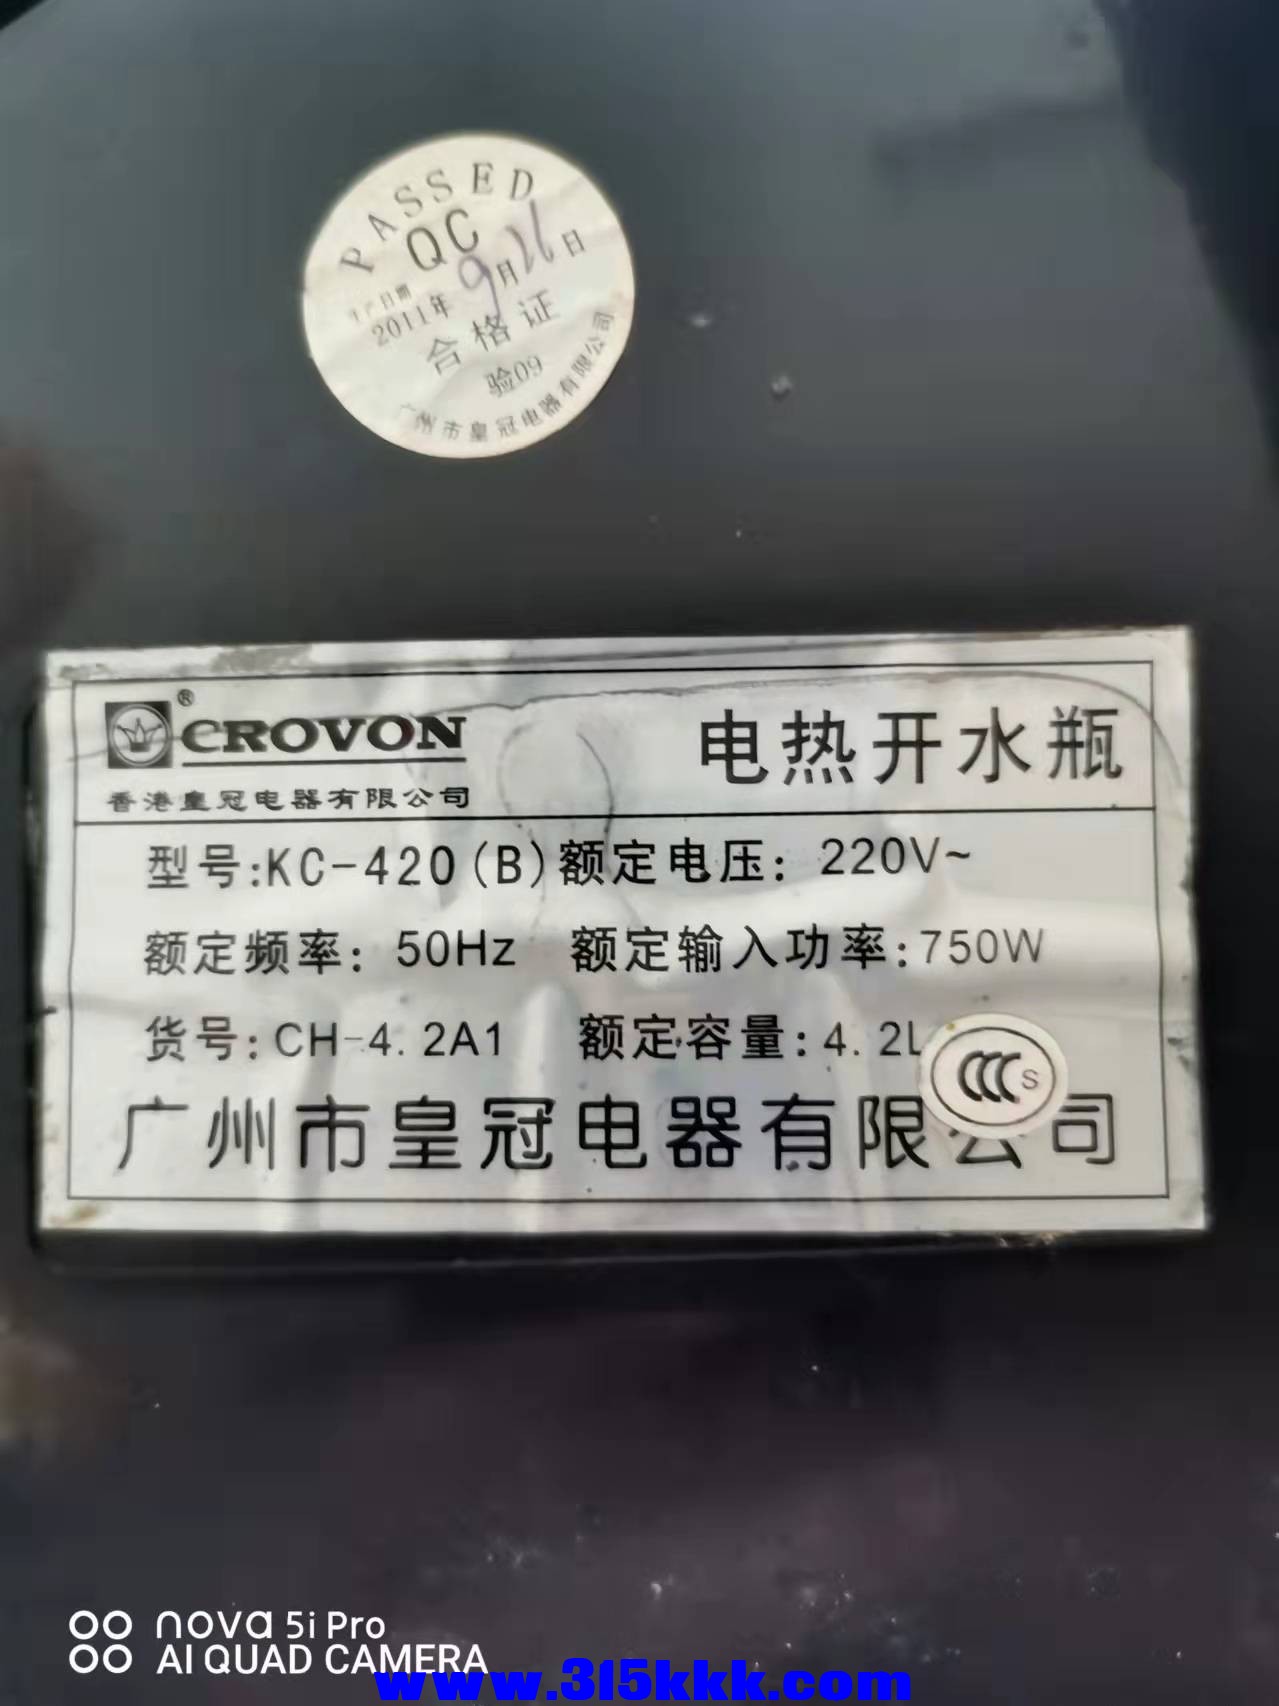 PASSED
QC
生产日期
2011年 9月26日
合格证
验09
广州市皇冠电器有限公司
®
CROVON
电热开水瓶
香港皇冠电器有限公司
型号:KC-420(B) 额定电压: 220V~
额定频率: 50Hz 额定输入功率:750W
货号: CH-4.2A1 额定容量:4.2L
CCC S
广州市皇冠电器有限公司
nova 5i Pro
AI QUAD CAMERA
www.315kkk.com